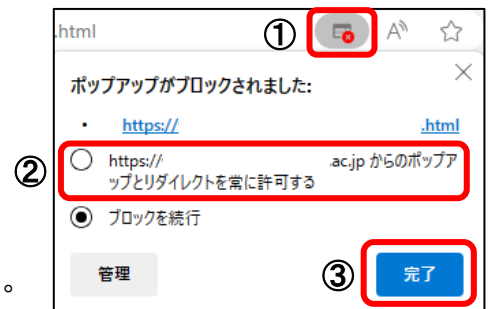 .html ① A
ポップアップがブロックされました:
・ https:// .html
② https:// .ac.jp からのポップア
ップとリダイレクトを常に許可する
ブロックを続行
。 管理 ③ 完了